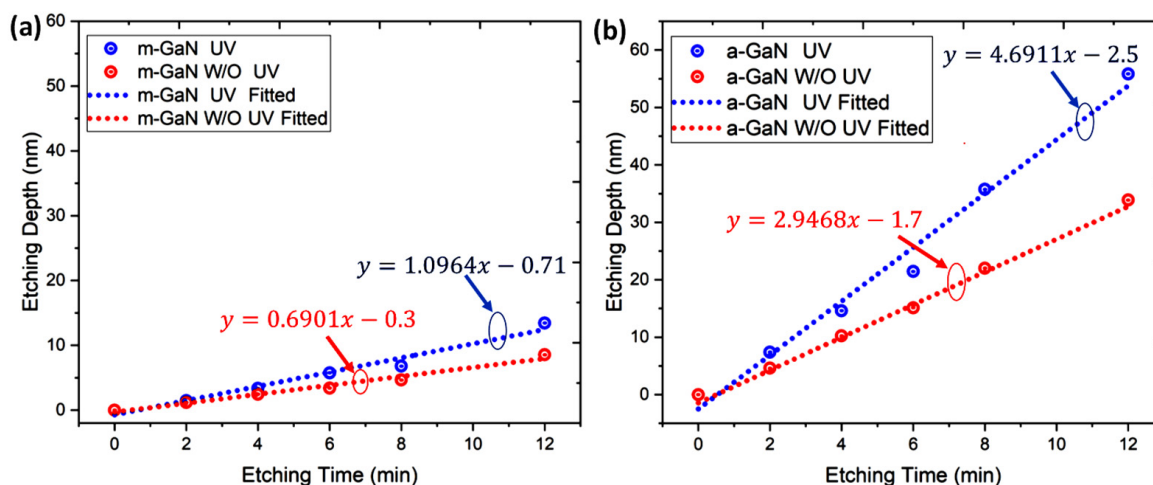 (a)
m-GaN UV
m-GaN W/O UV
m-GaN UV Fitted
m-GaN W/O UV Fitted
y = 1.0964x − 0.71
y = 0.6901x − 0.3
60
50
40
30
20
10
0
Etching Depth (nm)
0 2 4 6 8 10 12
Etching Time (min)
(b)
a-GaN UV
a-GaN W/O UV
a-GaN UV Fitted
a-GaN W/O UV Fitted
y = 4.6911x − 2.5
y = 2.9468x − 1.7
60
50
40
30
20
10
0
Etching Depth (nm)
0 2 4 6 8 10 12
Etching Time (min)